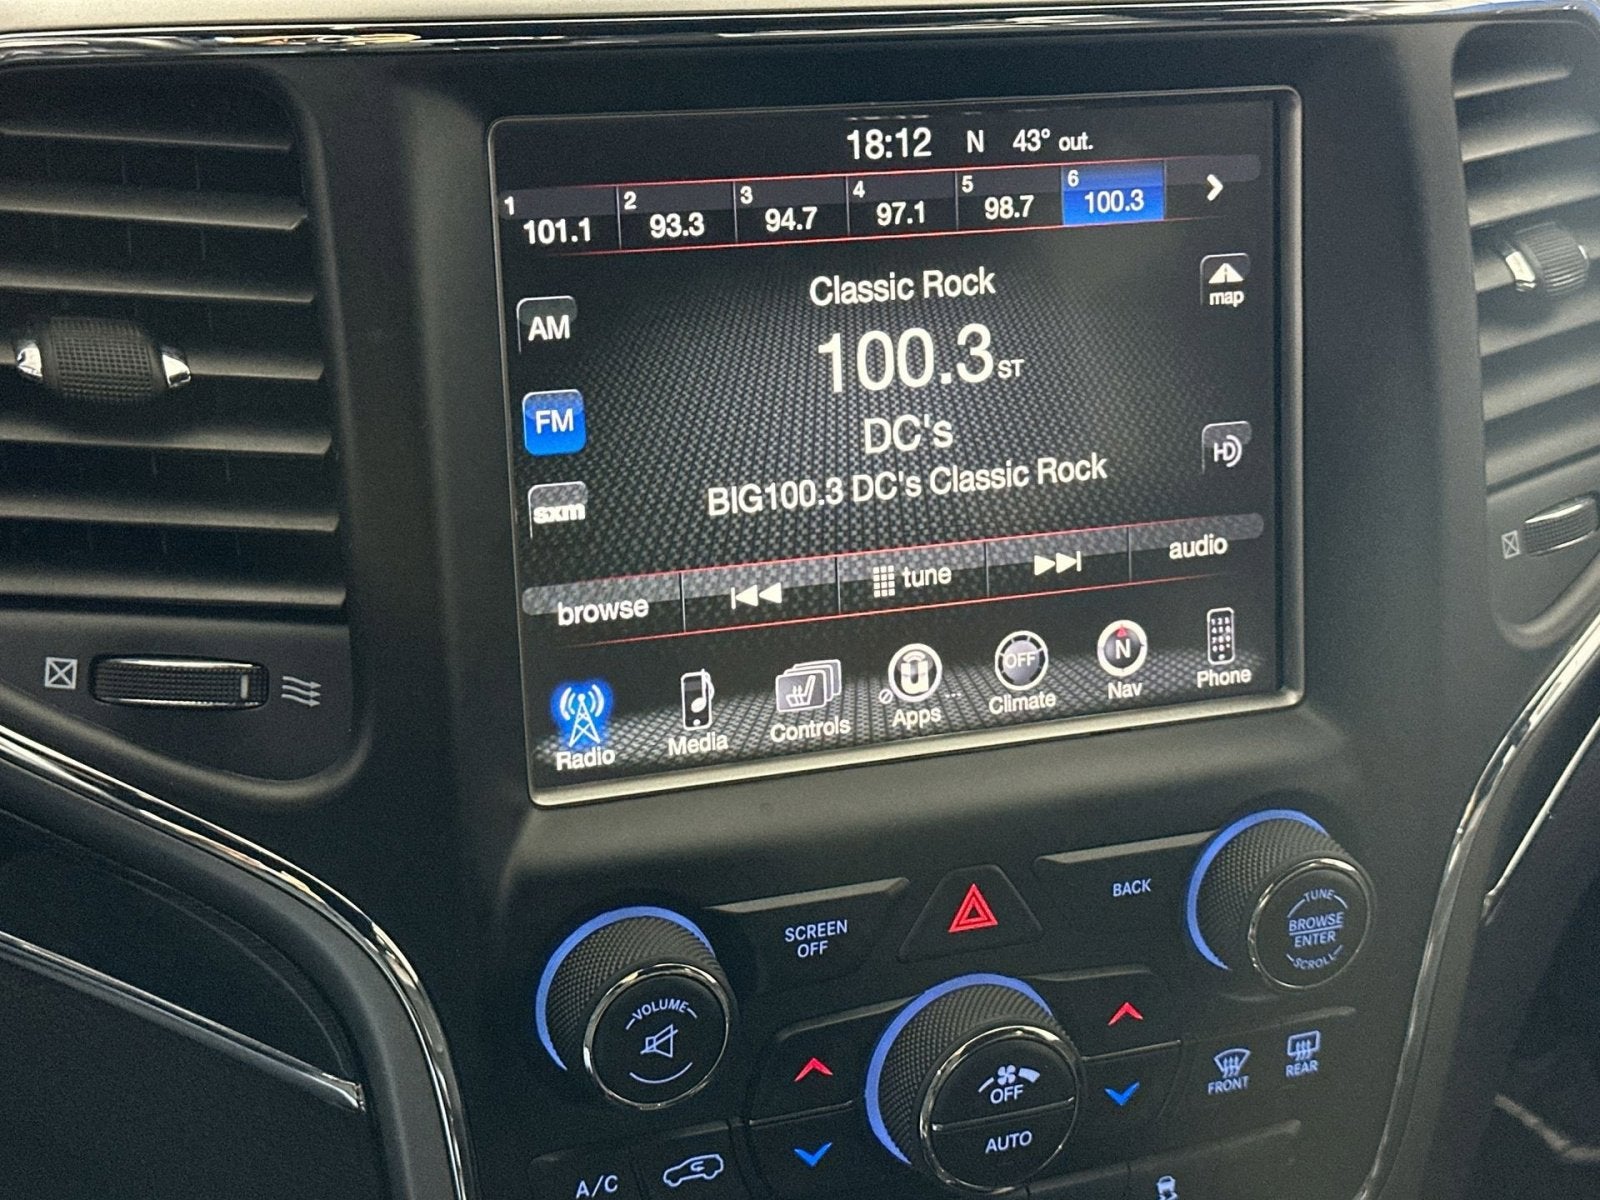 18:12 N 43° out.
1 101.1 2 93.3 3 94.7 4 97.1 5 98.7 6 100.3
Classic Rock
map
AM
100.3 ST
FM
DC's
HD
BIG100.3 DC's Classic Rock
sxm
browse tune audio
OFF N
Radio Media Controls Apps Climate Nav Phone
SCREEN
OFF
BACK
TUNE
BROWSE
ENTER
SCROLL
VOLUME
OFF
AUTO
FRONT
REAR
A/C